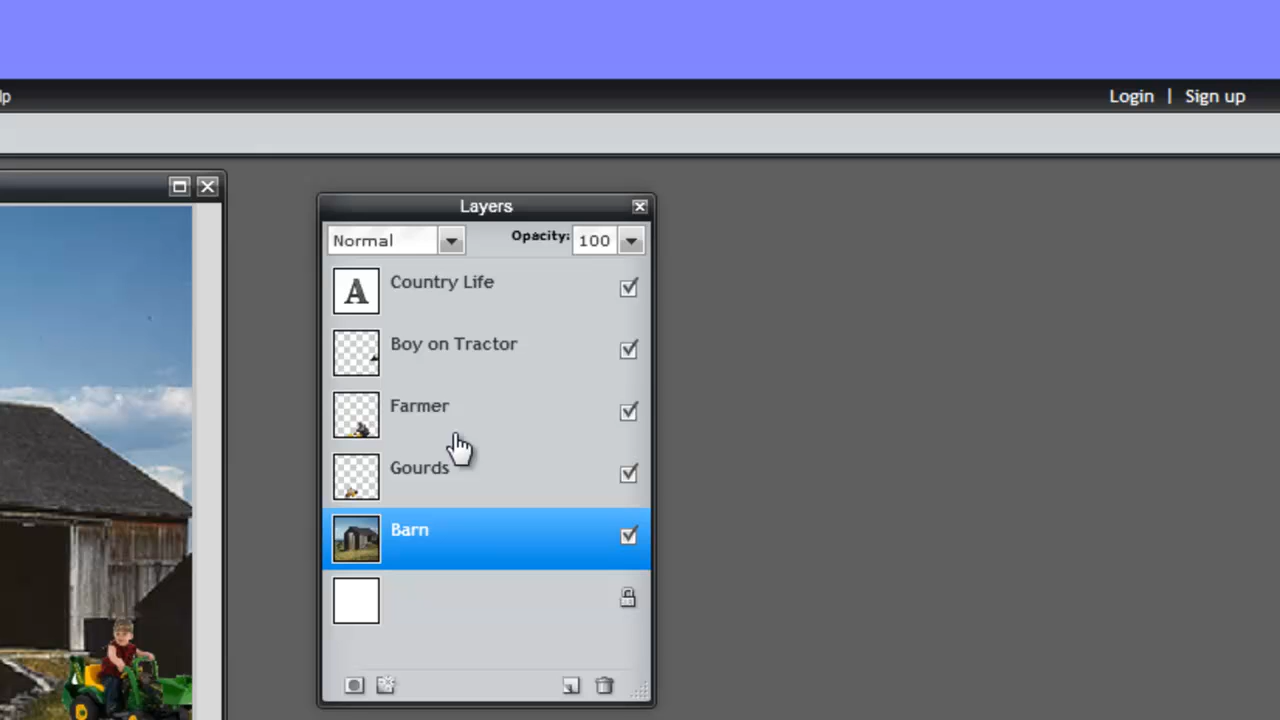 lp
Login | Sign up
Layers
Normal Opacity: 100
A Country Life
Boy on Tractor
Farmer
Gourds
Barn